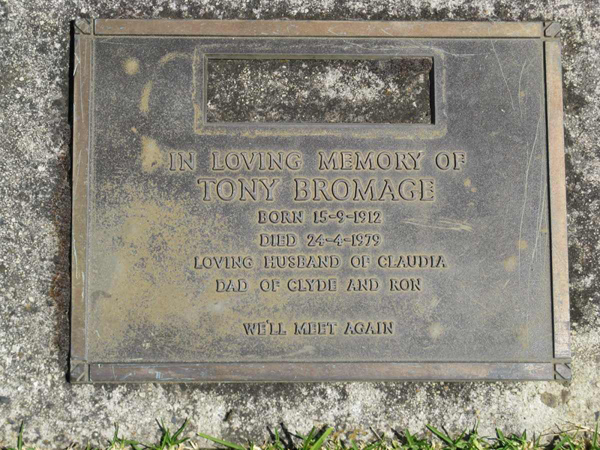 IN LOVING MEMORY OF
TONY BROMAGE
BORN 15-9-1912
DIED 24-4-1979
LOVING HUSBAND OF CLAUDIA
DAD OF CLYDE AND RON
WE'LL MEET AGAIN